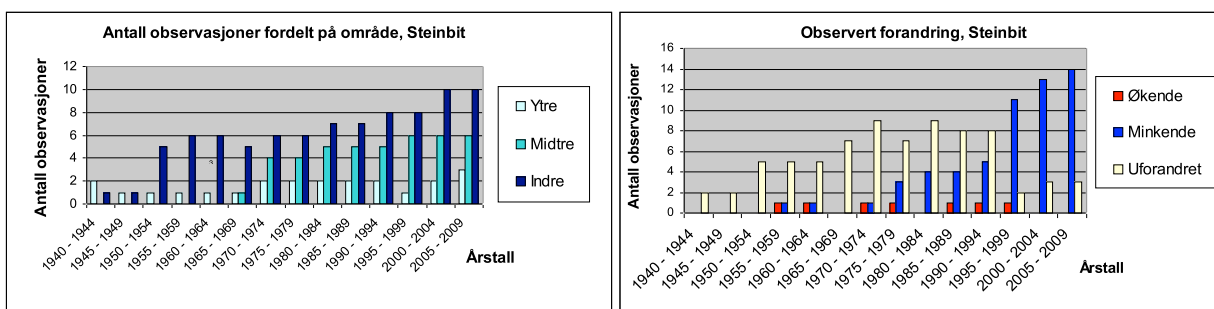 Antall observasjoner fordelt på område, Steinbit
Antall observasjoner
12
10
8
6
4
2
0
1940 - 1944
1945 - 1949
1950 - 1954
1955 - 1959
1960 - 1964
1965 - 1969
1970 - 1974
1975 - 1979
1980 - 1984
1985 - 1989
1990 - 1994
1995 - 1999
2000 - 2004
2005 - 2009
Årstall
Ytre
Midtre
Indre
Observert forandring, Steinbit
Antall observasjoner
16
14
12
10
8
6
4
2
0
1940 - 1944
1945 - 1949
1950 - 1954
1955 - 1959
1960 - 1964
1965 - 1969
1970 - 1974
1975 - 1979
1980 - 1984
1985 - 1989
1990 - 1994
1995 - 1999
2000 - 2004
2005 - 2009
Årstall
Økende
Minkende
Uforandret